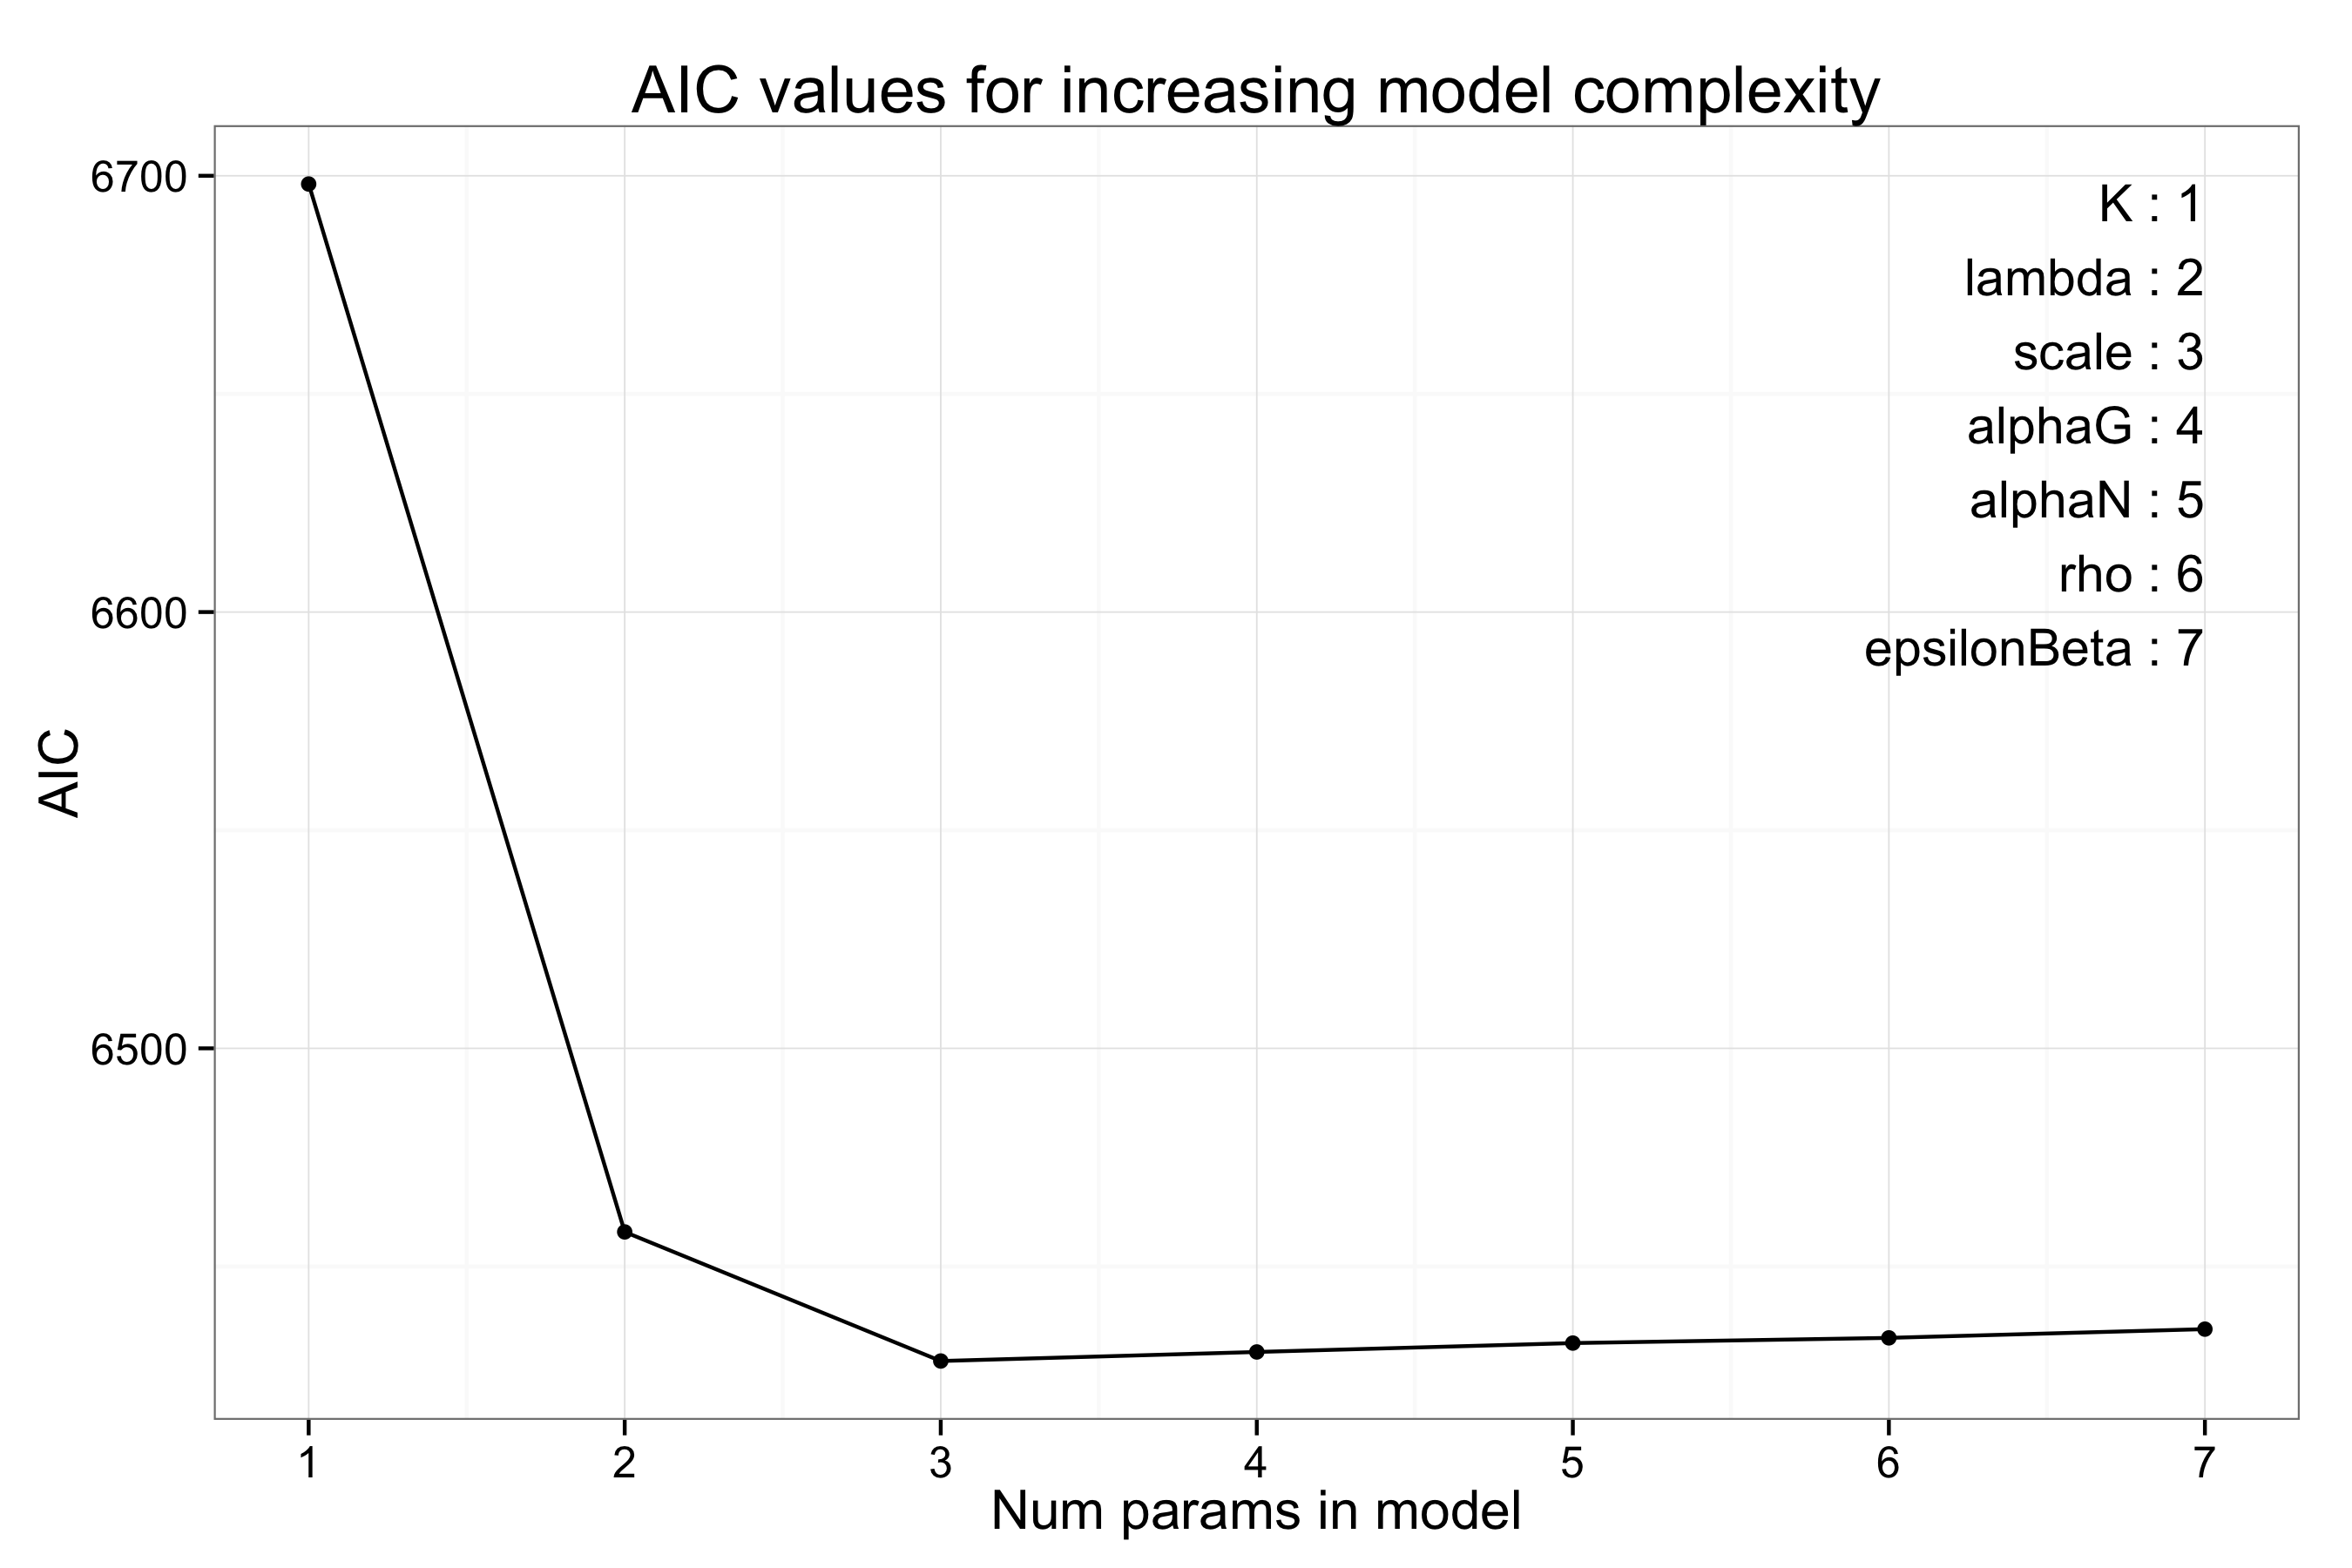 AIC values for increasing model complexity
6700
6600
6500
AIC
K : 1
lambda : 2
scale : 3
alphaG : 4
alphaN : 5
rho : 6
epsilonBeta : 7
1 2 3 4 5 6 7
Num params in model